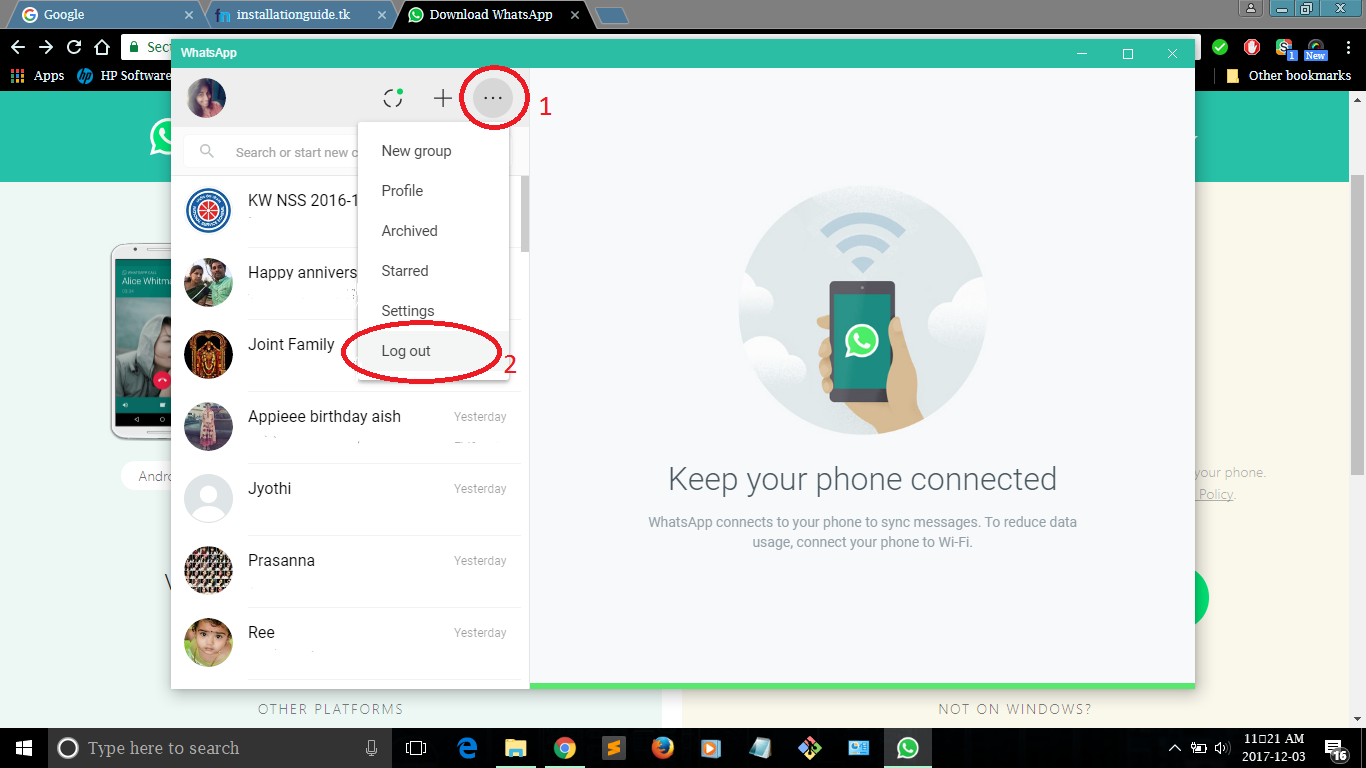 Google
installationguide.tk
Download WhatsApp
Sec
1
New
Apps
HP Software
Other bookmarks
WhatsApp
1
Search or start new c
New group
Profile
Archived
Starred
Settings
Log out
2
KW NSS 2016-1
Happy annivers
Joint Family
Appieee birthday aish
Yesterday
Jyothi
Yesterday
Prasanna
Yesterday
Ree
Yesterday
Alice Whitma
Andro
Keep your phone connected
WhatsApp connects to your phone to sync messages. To reduce data
usage, connect your phone to Wi-Fi.
your phone.
Policy.
OTHER PLATFORMS
NOT ON WINDOWS?
Type here to search
11□21 AM
2017-12-03
16